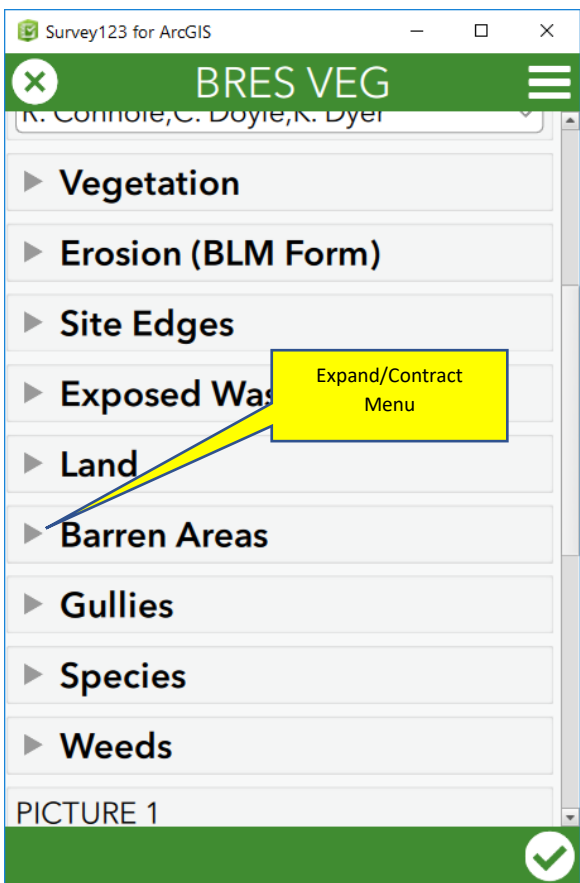 Survey123 for ArcGIS
BRES VEG
R. Connole,C. Doyle,K. Dyer
Vegetation
Erosion (BLM Form)
Site Edges
Expand/Contract
Menu
Exposed Was
Land
Barren Areas
Gullies
Species
Weeds
PICTURE 1